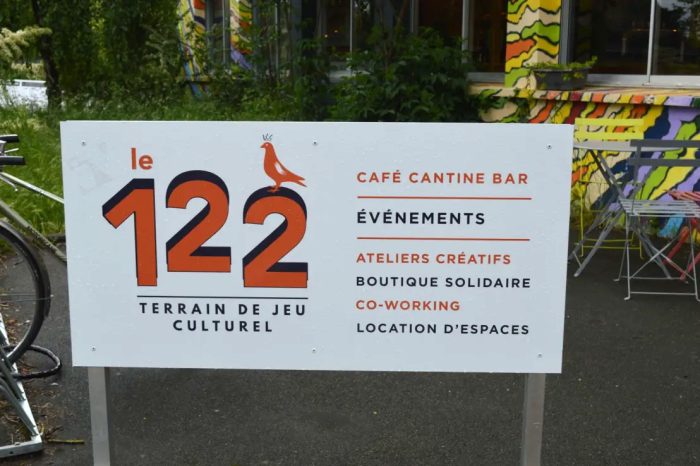 le
122
TERRAIN DE JEU
CULTUREL
CAFÉ CANTINE BAR
ÉVÉNEMENTS
ATELIERS CRÉATIFS
BOUTIQUE SOLIDAIRE
CO-WORKING
LOCATION D'ESPACES